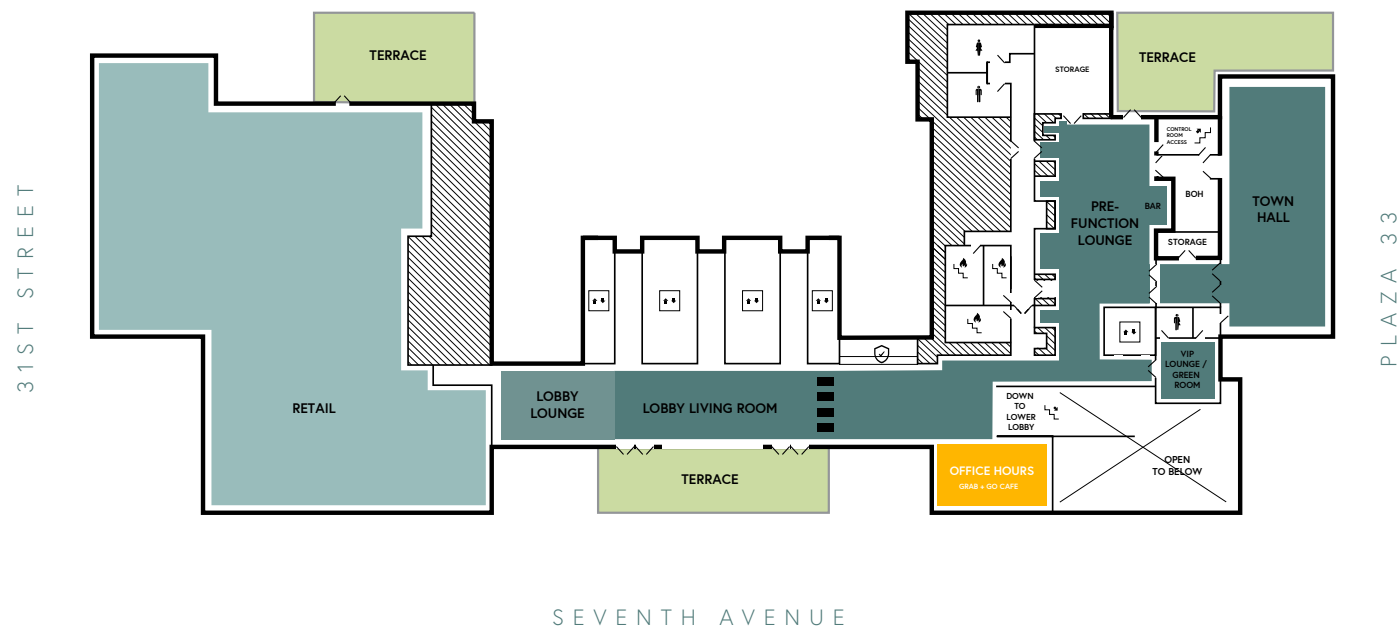 TERRACE
STORAGE
TERRACE
CONTROL
ROOM
ACCESS
BOH
BAR
PRE-
FUNCTION
LOUNGE
TOWN
HALL
STORAGE
31ST STREET
PLAZA 33
VIP
LOUNGE /
GREEN
ROOM
RETAIL
LOBBY
LOUNGE
LOBBY LIVING ROOM
DOWN
TO
LOWER
LOBBY
OPEN
TO BELOW
TERRACE
OFFICE HOURS
GRAB + GO CAFE
SEVENTH AVENUE